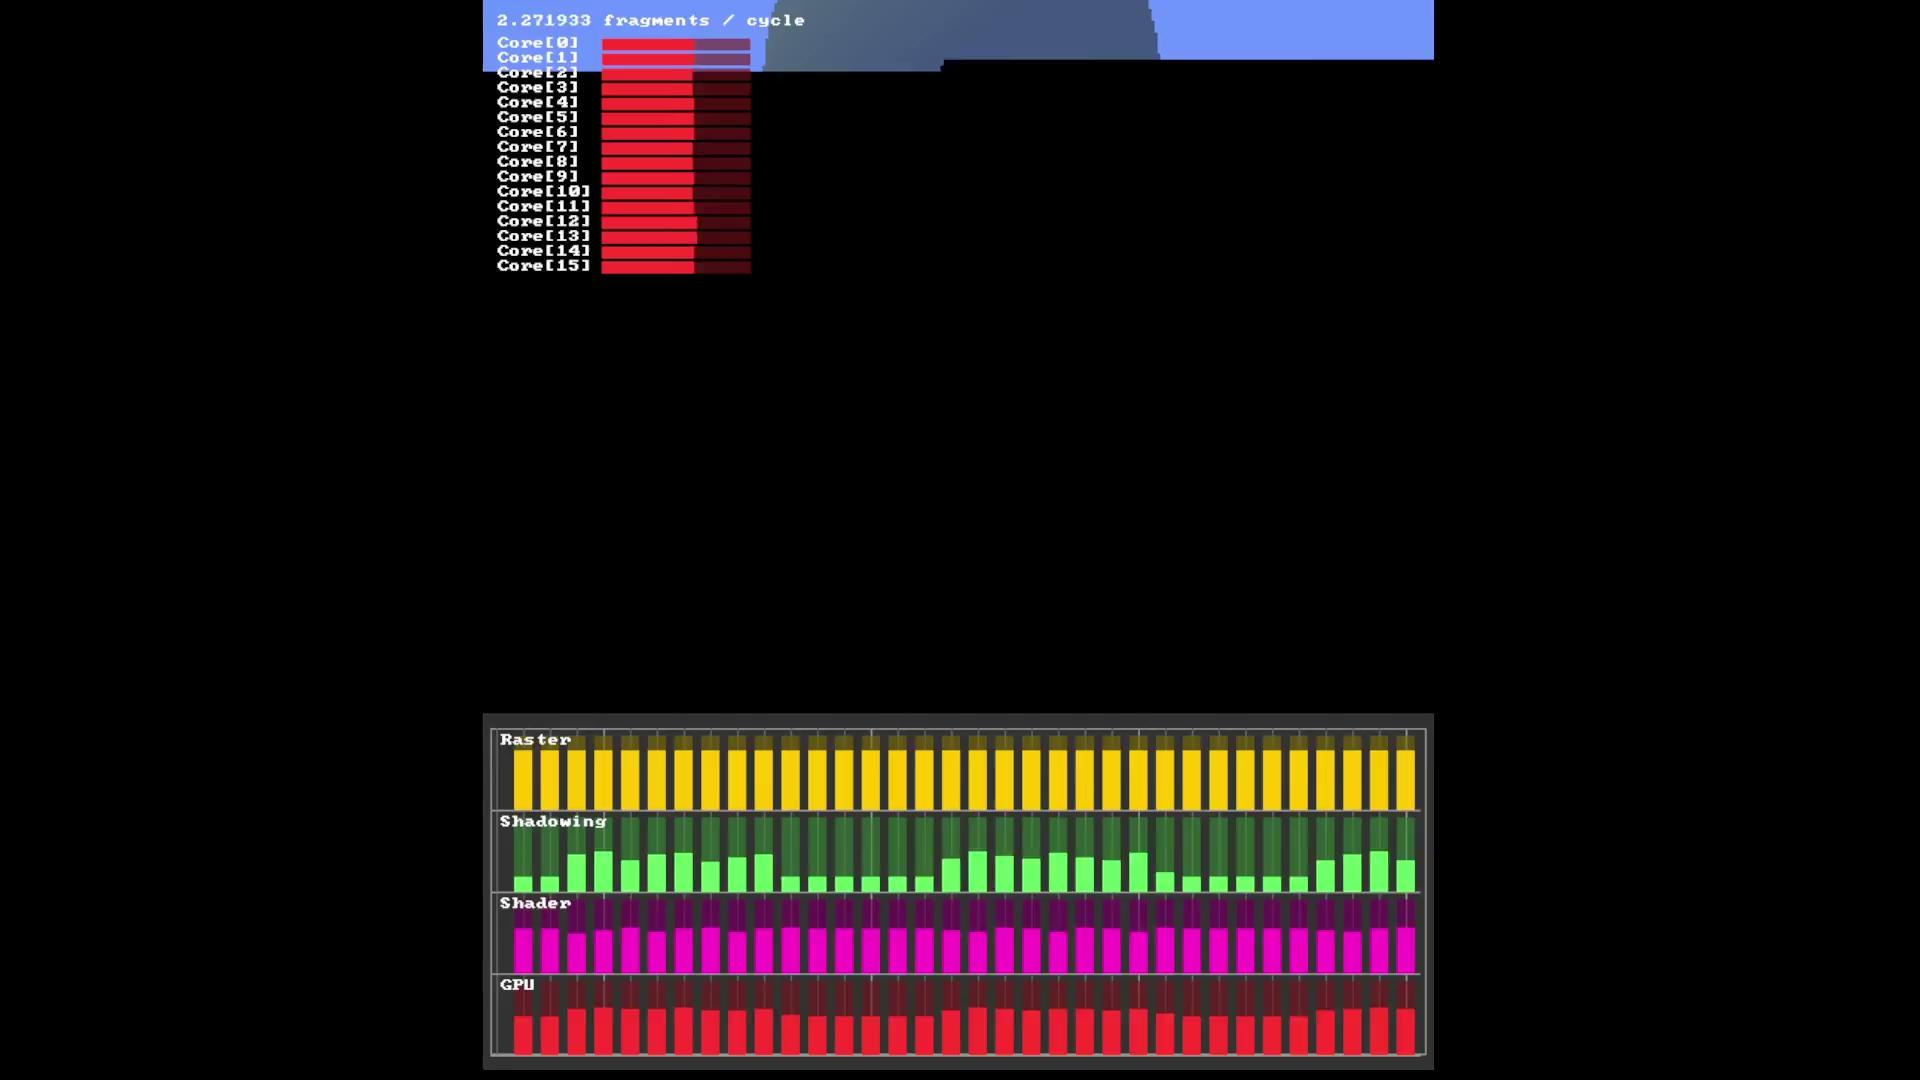 2.271933 fragments / cycle
Core[0]
Core[1]
Core[2]
Core[3]
Core[4]
Core[5]
Core[6]
Core[7]
Core[8]
Core[9]
Core[10]
Core[11]
Core[12]
Core[13]
Core[14]
Core[15]
Raster
Shadowing
Shader
GPU